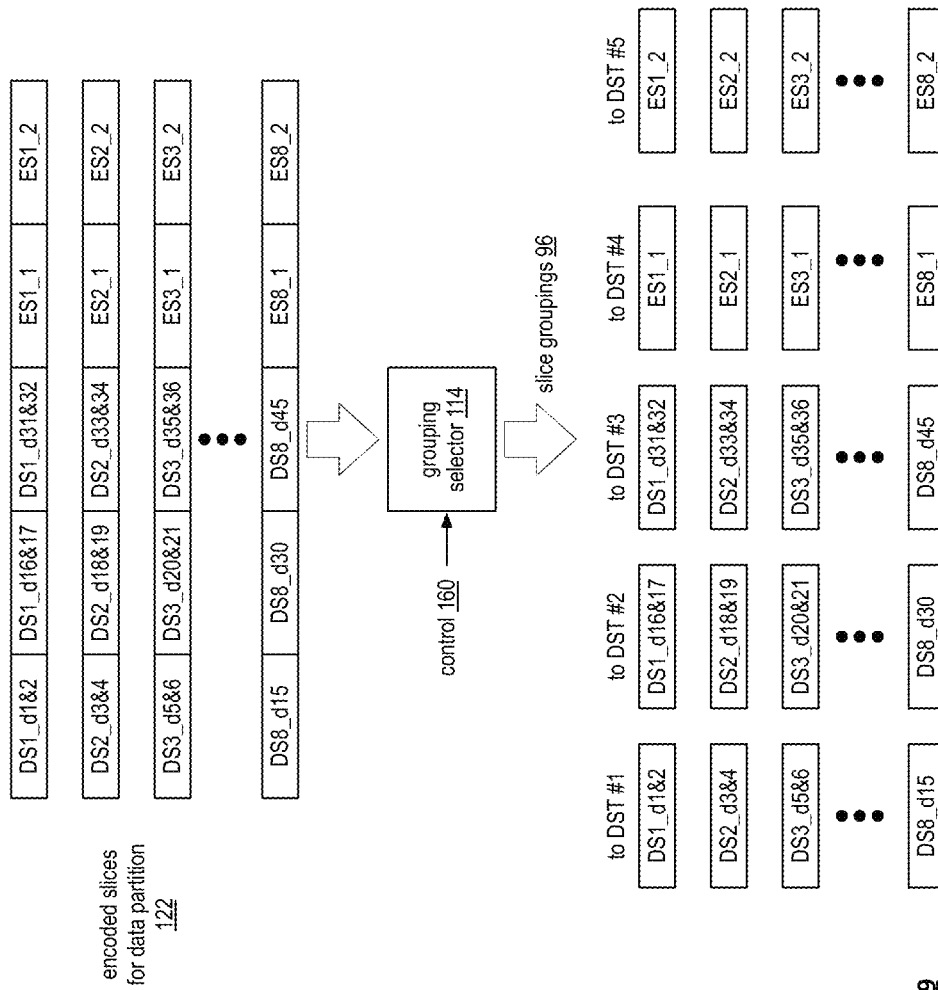 encoded slices
for data partition
122
DS1_d1&2 DS1_d16&17 DS1_d31&32 ES1_1 ES1_2
DS2_d3&4 DS2_d18&19 DS2_d33&34 ES2_1 ES2_2
DS3_d5&6 DS3_d20&21 DS3_d35&36 ES3_1 ES3_2
DS8_d15 DS8_d30 DS8_d45 ES8_1 ES8_2
control 160
grouping
selector 114
slice groupings 96
to DST #1 to DST #2 to DST #3 to DST #4 to DST #5
DS1_d1&2 DS1_d16&17 DS1_d31&32 ES1_1 ES1_2
DS2_d3&4 DS2_d18&19 DS2_d33&34 ES2_1 ES2_2
DS3_d5&6 DS3_d20&21 DS3_d35&36 ES3_1 ES3_2
DS8_d15 DS8_d30 DS8_d45 ES8_1 ES8_2